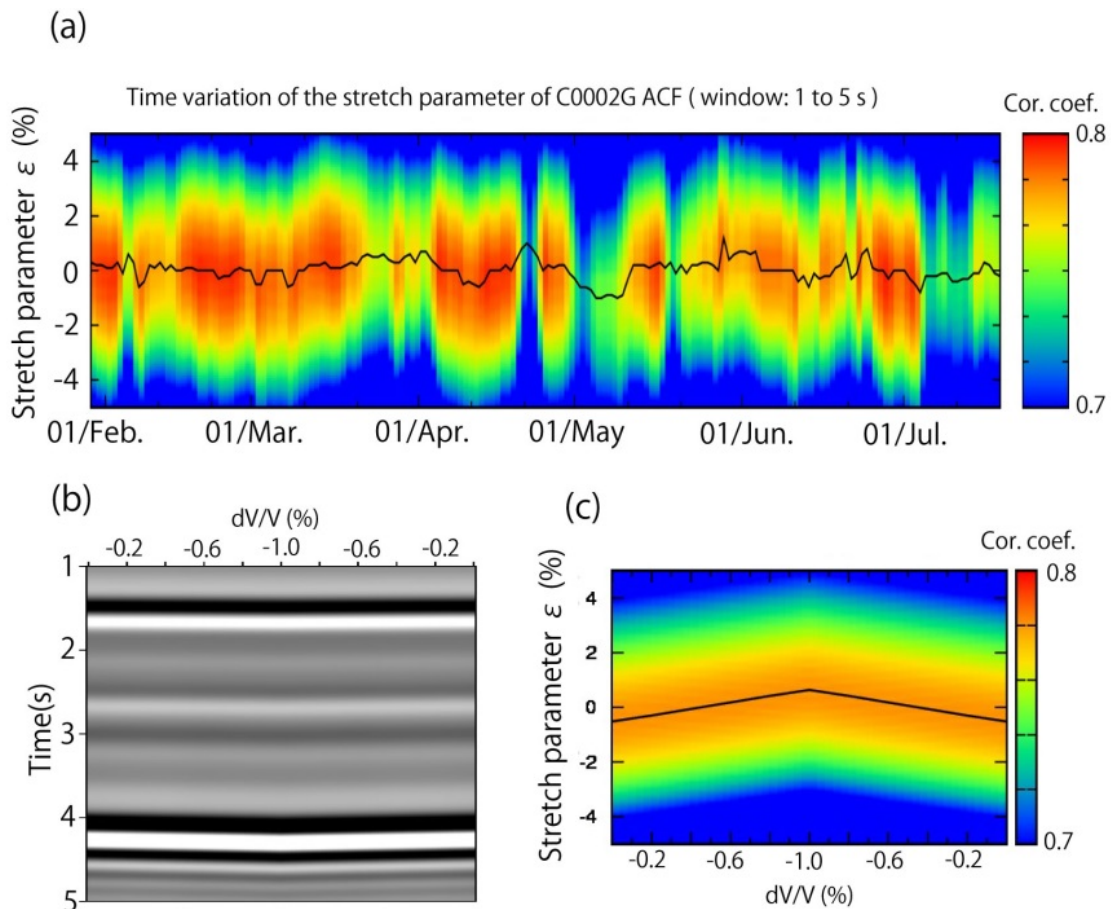 (a)
Time variation of the stretch parameter of C0002G ACF ( window: 1 to 5 s )
Cor. coef.
Stretch parameter ε (%)
4
2
0
-2
-4
0.8
0.7
01/Feb. 01/Mar. 01/Apr. 01/May 01/Jun. 01/Jul.
(b)
dV/V (%)
-0.2 -0.6 -1.0 -0.6 -0.2
Time(s)
1
2
3
4
5
(c)
Cor. coef.
Stretch parameter ε (%)
4
2
0
-2
-4
0.8
0.7
-0.2 -0.6 -1.0 -0.6 -0.2
dV/V (%)